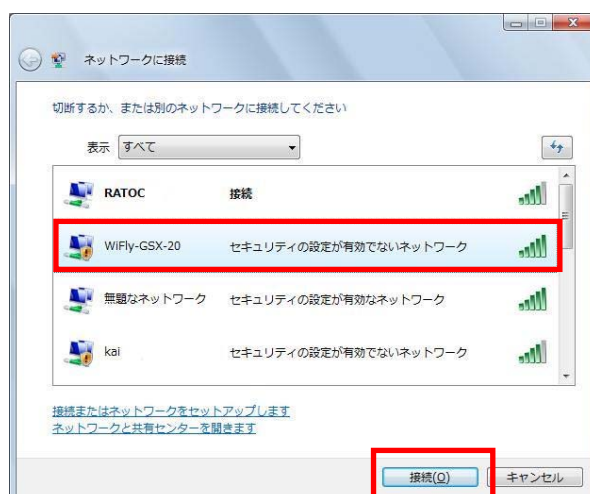 ネットワークに接続
切断するか、または別のネットワークに接続してください
表示 すべて
RATOC 接続
WiFly-GSX-20 セキュリティの設定が有効でないネットワーク
無題なネットワーク セキュリティの設定が有効なネットワーク
kai セキュリティの設定が有効でないネットワーク
接続またはネットワークをセットアップします
ネットワークと共有センターを開きます
接続(O) キャンセル